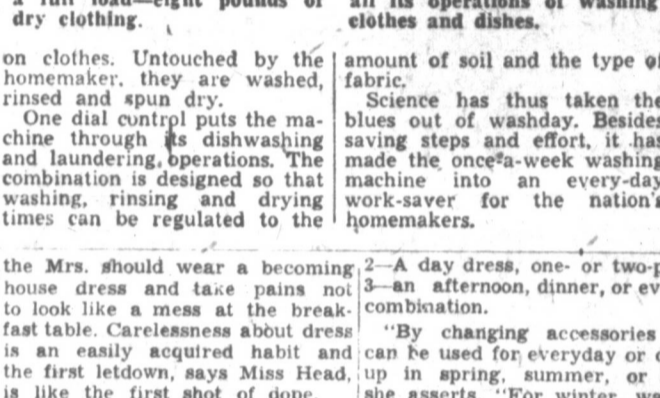 dry clothing.
on clothes. Untouched by the
homemaker, they are washed,
rinsed and spun dry.
One dial control puts the ma-
chine through its dishwashing
and laundering operations. The
combination is designed so that
washing, rinsing and drying
times can be regulated to the
all its operations of washing
clothes and dishes.
amount of soil and the type of
fabric.
Science has thus taken the
blues out of washday. Besides
saving steps and effort, it has
made the once-a-week washing
machine into an every-day
work-saver for the nation's
homemakers.
the Mrs. should wear a becoming
house dress and take pains not
to look like a mess at the break-
fast table. Carelessness about dress
is an easily acquired habit and
the first letdown, says Miss Head,
is like the first shot of dope.
2—A day dress, one- or two-p
3—an afternoon, dinner, or ev
combination.
"By changing accessories
can be used for everyday or
up in spring, summer, or
she asserts. "For winter,